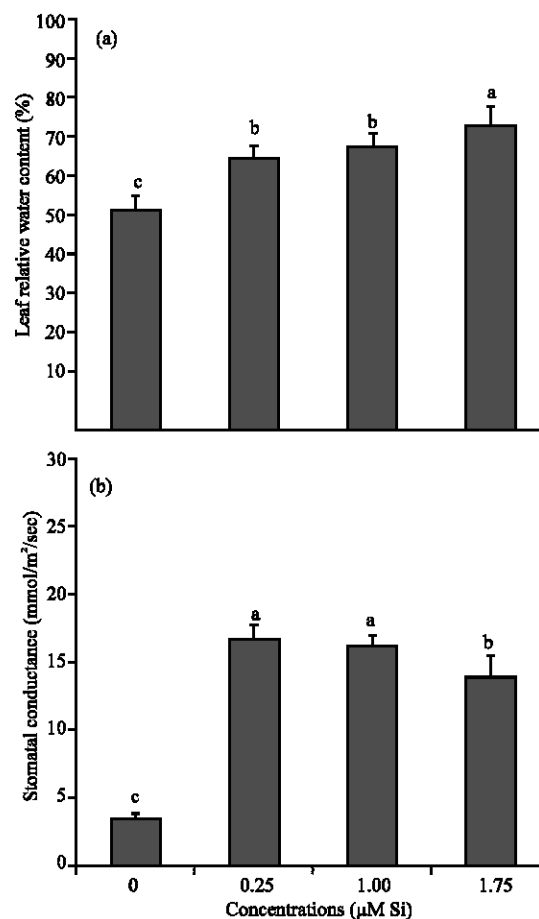 (a)
Leaf relative water content (%)
100
90
80
70
60
50
40
30
20
10
c
b
b
a
(b)
Stomatal conductance (mmol/m²/sec)
30
25
20
15
10
5
0
c
a
a
b
0 0.25 1.00 1.75
Concentrations (μM Si)